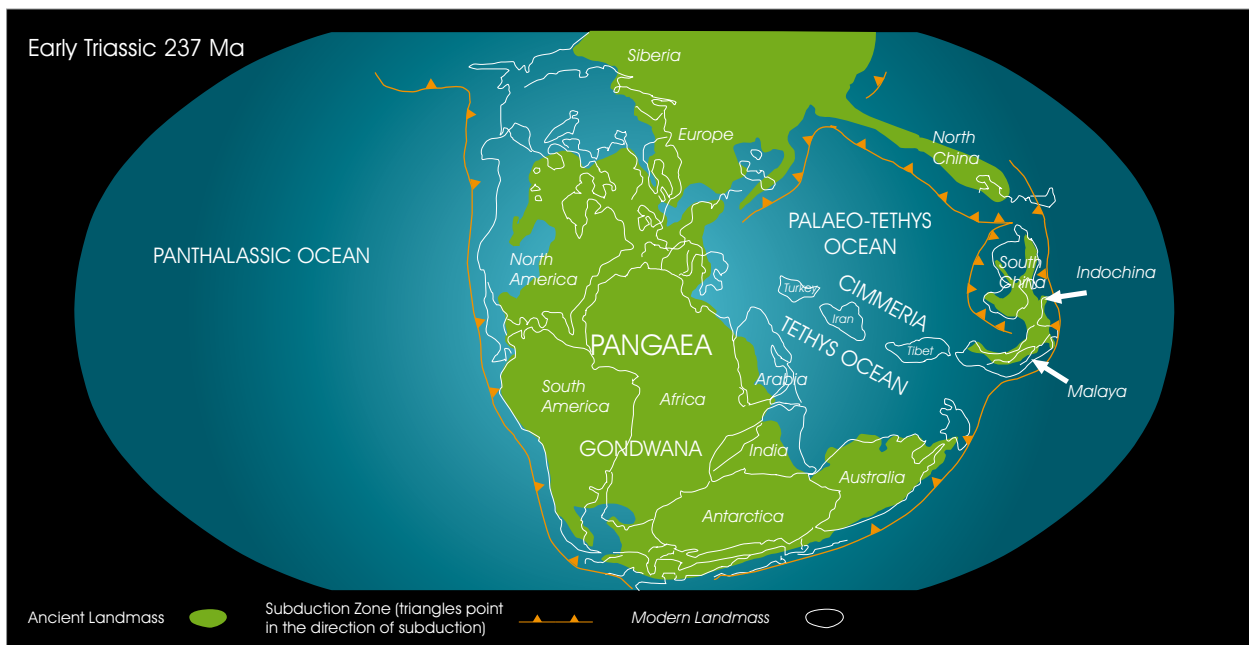 Early Triassic 237 Ma
Siberia
Europe
North
China
PALAEO-TETHYS
OCEAN
PANTHALASSIC OCEAN
North
America
South
China
Indochina
Turkey
CIMMERIA
Iran
TETHYS OCEAN
Tibet
PANGAEA
Arabia
Malaya
South
America
Africa
GONDWANA
India
Australia
Antarctica
Ancient Landmass
Subduction Zone (triangles point
in the direction of subduction)
Modern Landmass